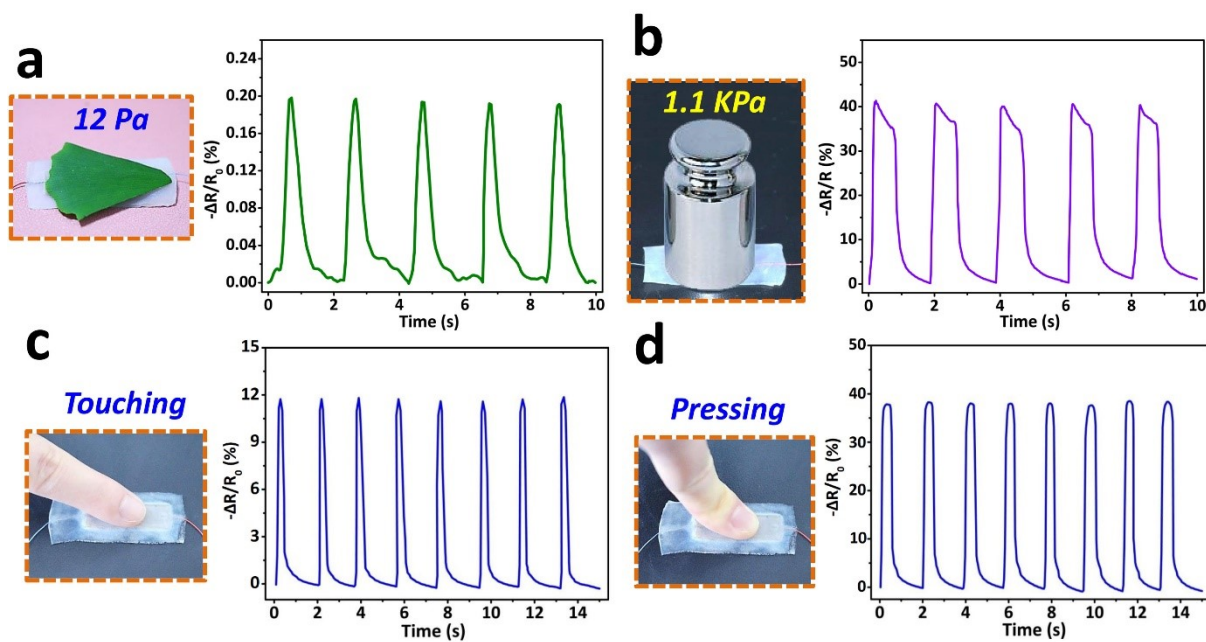 a
12 Pa
0.24
0.20
0.16
0.12
0.08
0.04
0.00
-ΔR/R₀ (%)
0 2 4 6 8 10
Time (s)
b
1.1 KPa
50
40
30
20
10
0
-ΔR/R (%)
0 2 4 6 8 10
Time (s)
c
Touching
15
12
9
6
3
0
-ΔR/R₀ (%)
0 2 4 6 8 10 12 14
Time (s)
d
Pressing
50
40
30
20
10
0
-ΔR/R₀ (%)
0 2 4 6 8 10 12 14
Time (s)